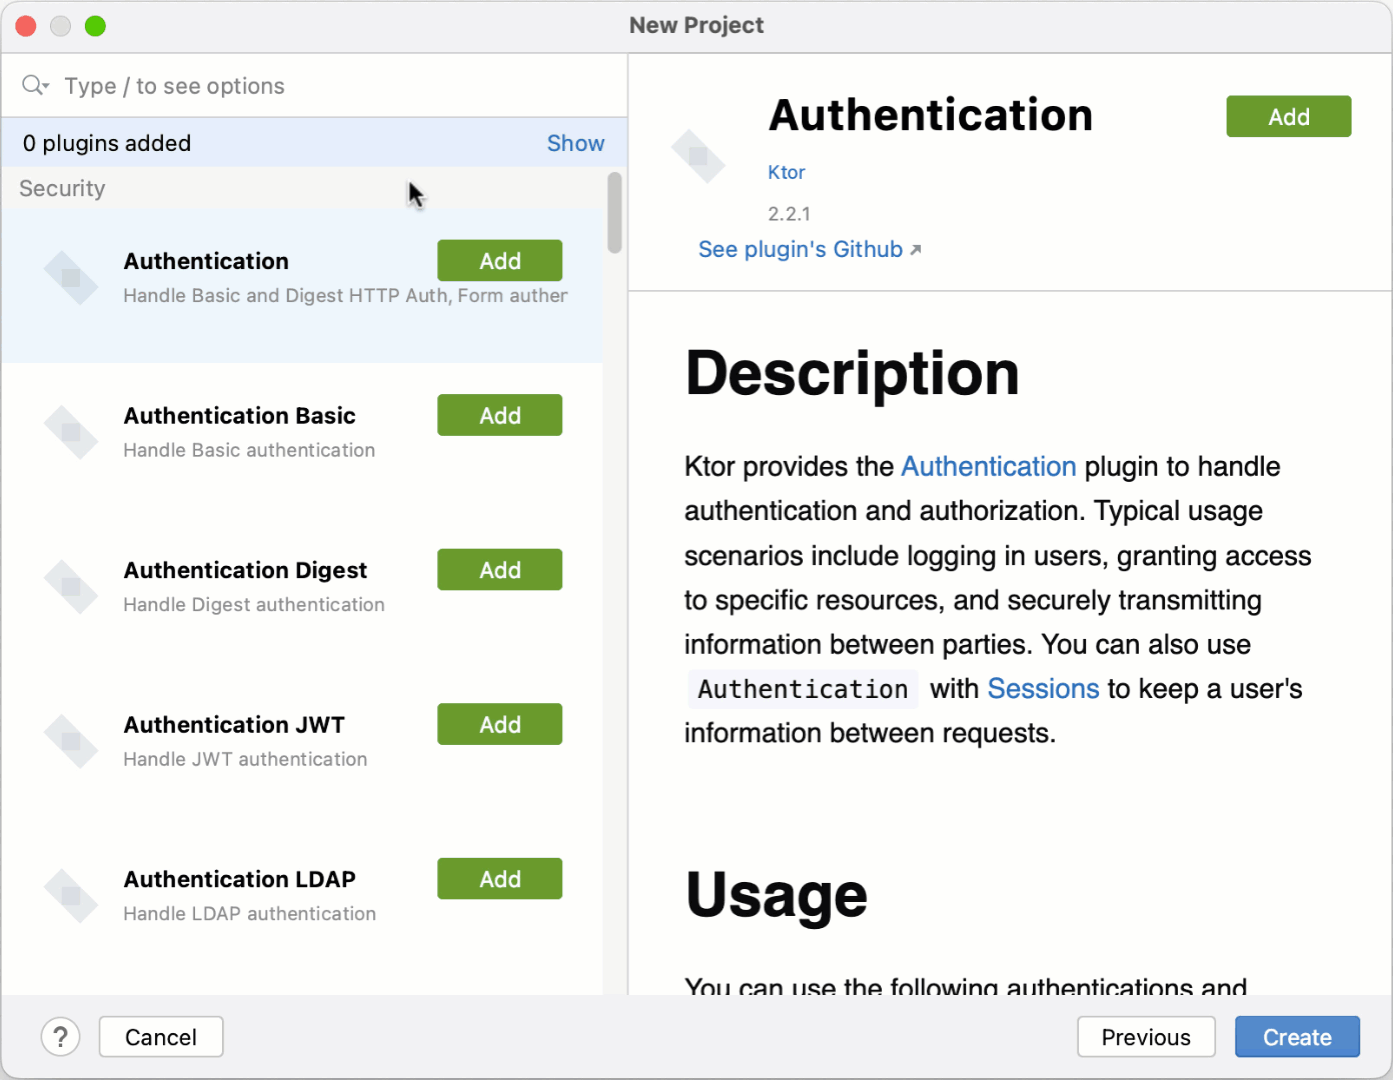 New Project
Type / to see options
0 plugins added
Show
Security
Authentication
Add
Handle Basic and Digest HTTP Auth, Form auther
Authentication Basic
Add
Handle Basic authentication
Authentication Digest
Add
Handle Digest authentication
Authentication JWT
Add
Handle JWT authentication
Authentication LDAP
Add
Handle LDAP authentication
Authentication
Add
Ktor
2.2.1
See plugin's Github
Description
Ktor provides the Authentication plugin to handle
authentication and authorization. Typical usage
scenarios include logging in users, granting access
to specific resources, and securely transmitting
information between parties. You can also use
Authentication with Sessions to keep a user's
information between requests.
Usage
You can use the following authentications and
?
Cancel
Previous
Create